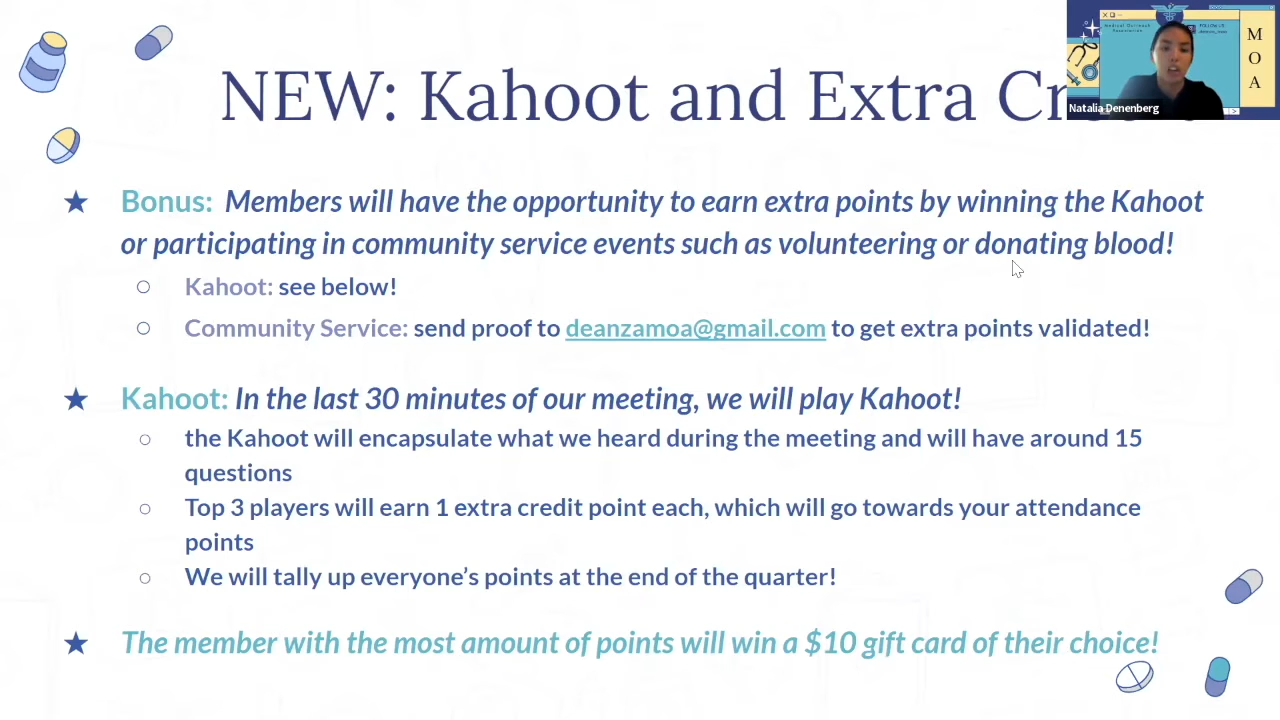 NEW: Kahoot and Extra
Natalia Denenberg
M
O
A
★ Bonus: Members will have the opportunity to earn extra points by winning the Kahoot
or participating in community service events such as volunteering or donating blood!
○ Kahoot: see below!
○ Community Service: send proof to deanzamoa@gmail.com to get extra points validated!
★ Kahoot: In the last 30 minutes of our meeting, we will play Kahoot!
○ the Kahoot will encapsulate what we heard during the meeting and will have around 15
questions
○ Top 3 players will earn 1 extra credit point each, which will go towards your attendance
points
○ We will tally up everyone’s points at the end of the quarter!
★ The member with the most amount of points will win a $10 gift card of their choice!